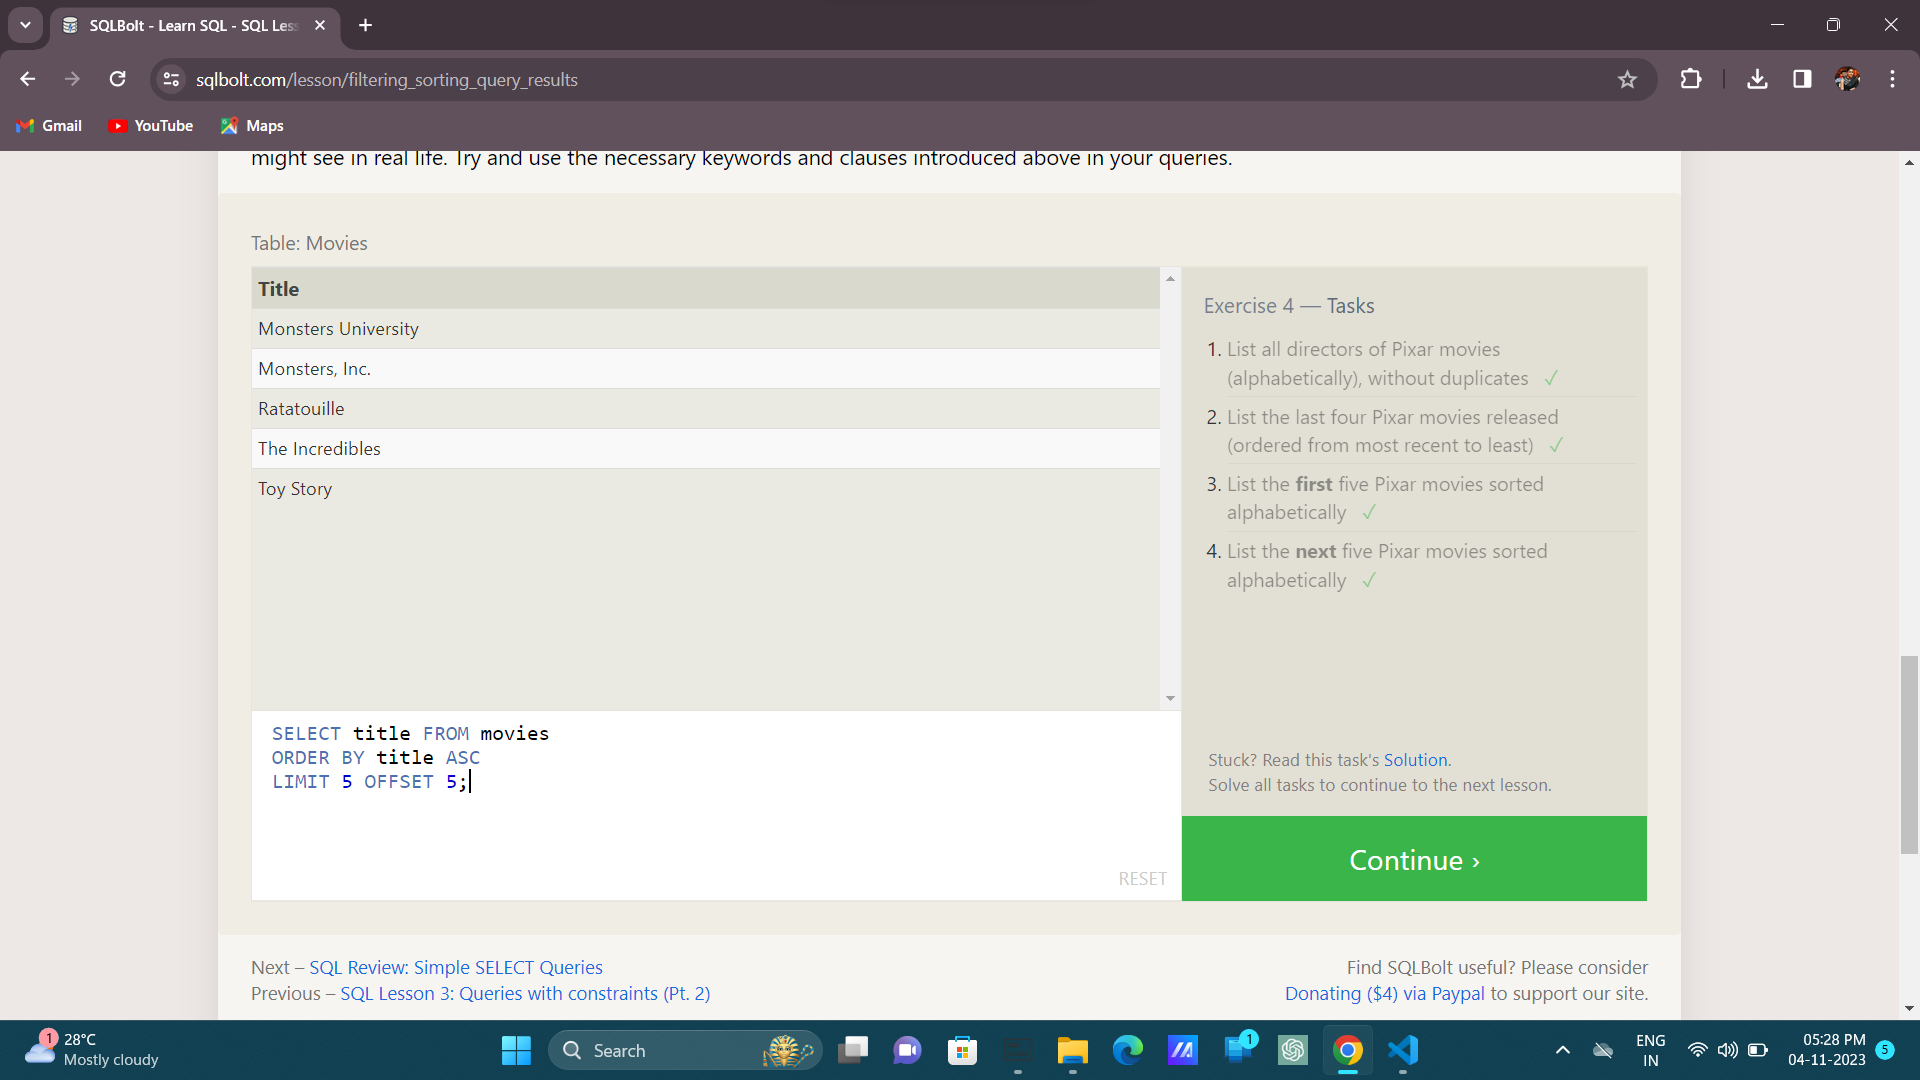 SQLBolt - Learn SQL - SQL Less
sqlbolt.com/lesson/filtering_sorting_query_results
Gmail YouTube Maps
might see in real life. Try and use the necessary keywords and clauses introduced above in your queries.
Table: Movies
Title
Monsters University
Monsters, Inc.
Ratatouille
The Incredibles
Toy Story
SELECT title FROM movies
ORDER BY title ASC
LIMIT 5 OFFSET 5;
RESET
Exercise 4 — Tasks
1. List all directors of Pixar movies
(alphabetically), without duplicates ✓
2. List the last four Pixar movies released
(ordered from most recent to least) ✓
3. List the first five Pixar movies sorted
alphabetically ✓
4. List the next five Pixar movies sorted
alphabetically ✓
Stuck? Read this task's Solution.
Solve all tasks to continue to the next lesson.
Continue ›
Next – SQL Review: Simple SELECT Queries
Previous – SQL Lesson 3: Queries with constraints (Pt. 2)
Find SQLBolt useful? Please consider
Donating ($4) via Paypal to support our site.
1
28°C
Mostly cloudy
Search
1
ENG
IN
05:28 PM
04-11-2023
5